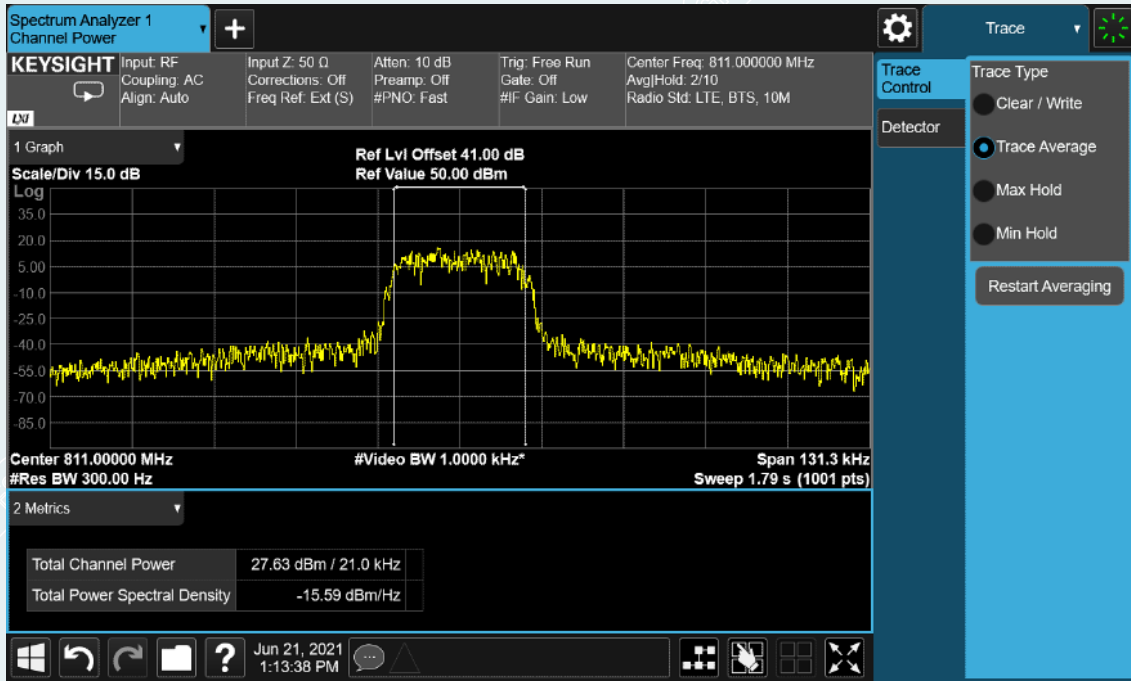 Spectrum Analyzer 1
Channel Power
+
Trace
KEYSIGHT
LXI
Input: RF
Coupling: AC
Align: Auto
Input Z: 50 Ω
Corrections: Off
Freq Ref: Ext (S)
Atten: 10 dB
Preamp: Off
#PNO: Fast
Trig: Free Run
Gate: Off
#IF Gain: Low
Center Freq: 811.000000 MHz
Avg|Hold: 2/10
Radio Std: LTE, BTS, 10M
Trace
Control
Detector
Trace Type
Clear / Write
Trace Average
Max Hold
Min Hold
Restart Averaging
1 Graph
Scale/Div 15.0 dB
Ref Lvl Offset 41.00 dB
Ref Value 50.00 dBm
Log
35.0
20.0
5.00
-10.0
-25.0
-40.0
-55.0
-70.0
-85.0
Center 811.00000 MHz
#Video BW 1.0000 kHz*
Span 131.3 kHz
#Res BW 300.00 Hz
Sweep 1.79 s (1001 pts)
2 Metrics
Total Channel Power 27.63 dBm / 21.0 kHz
Total Power Spectral Density -15.59 dBm/Hz
?
Jun 21, 2021
1:13:38 PM